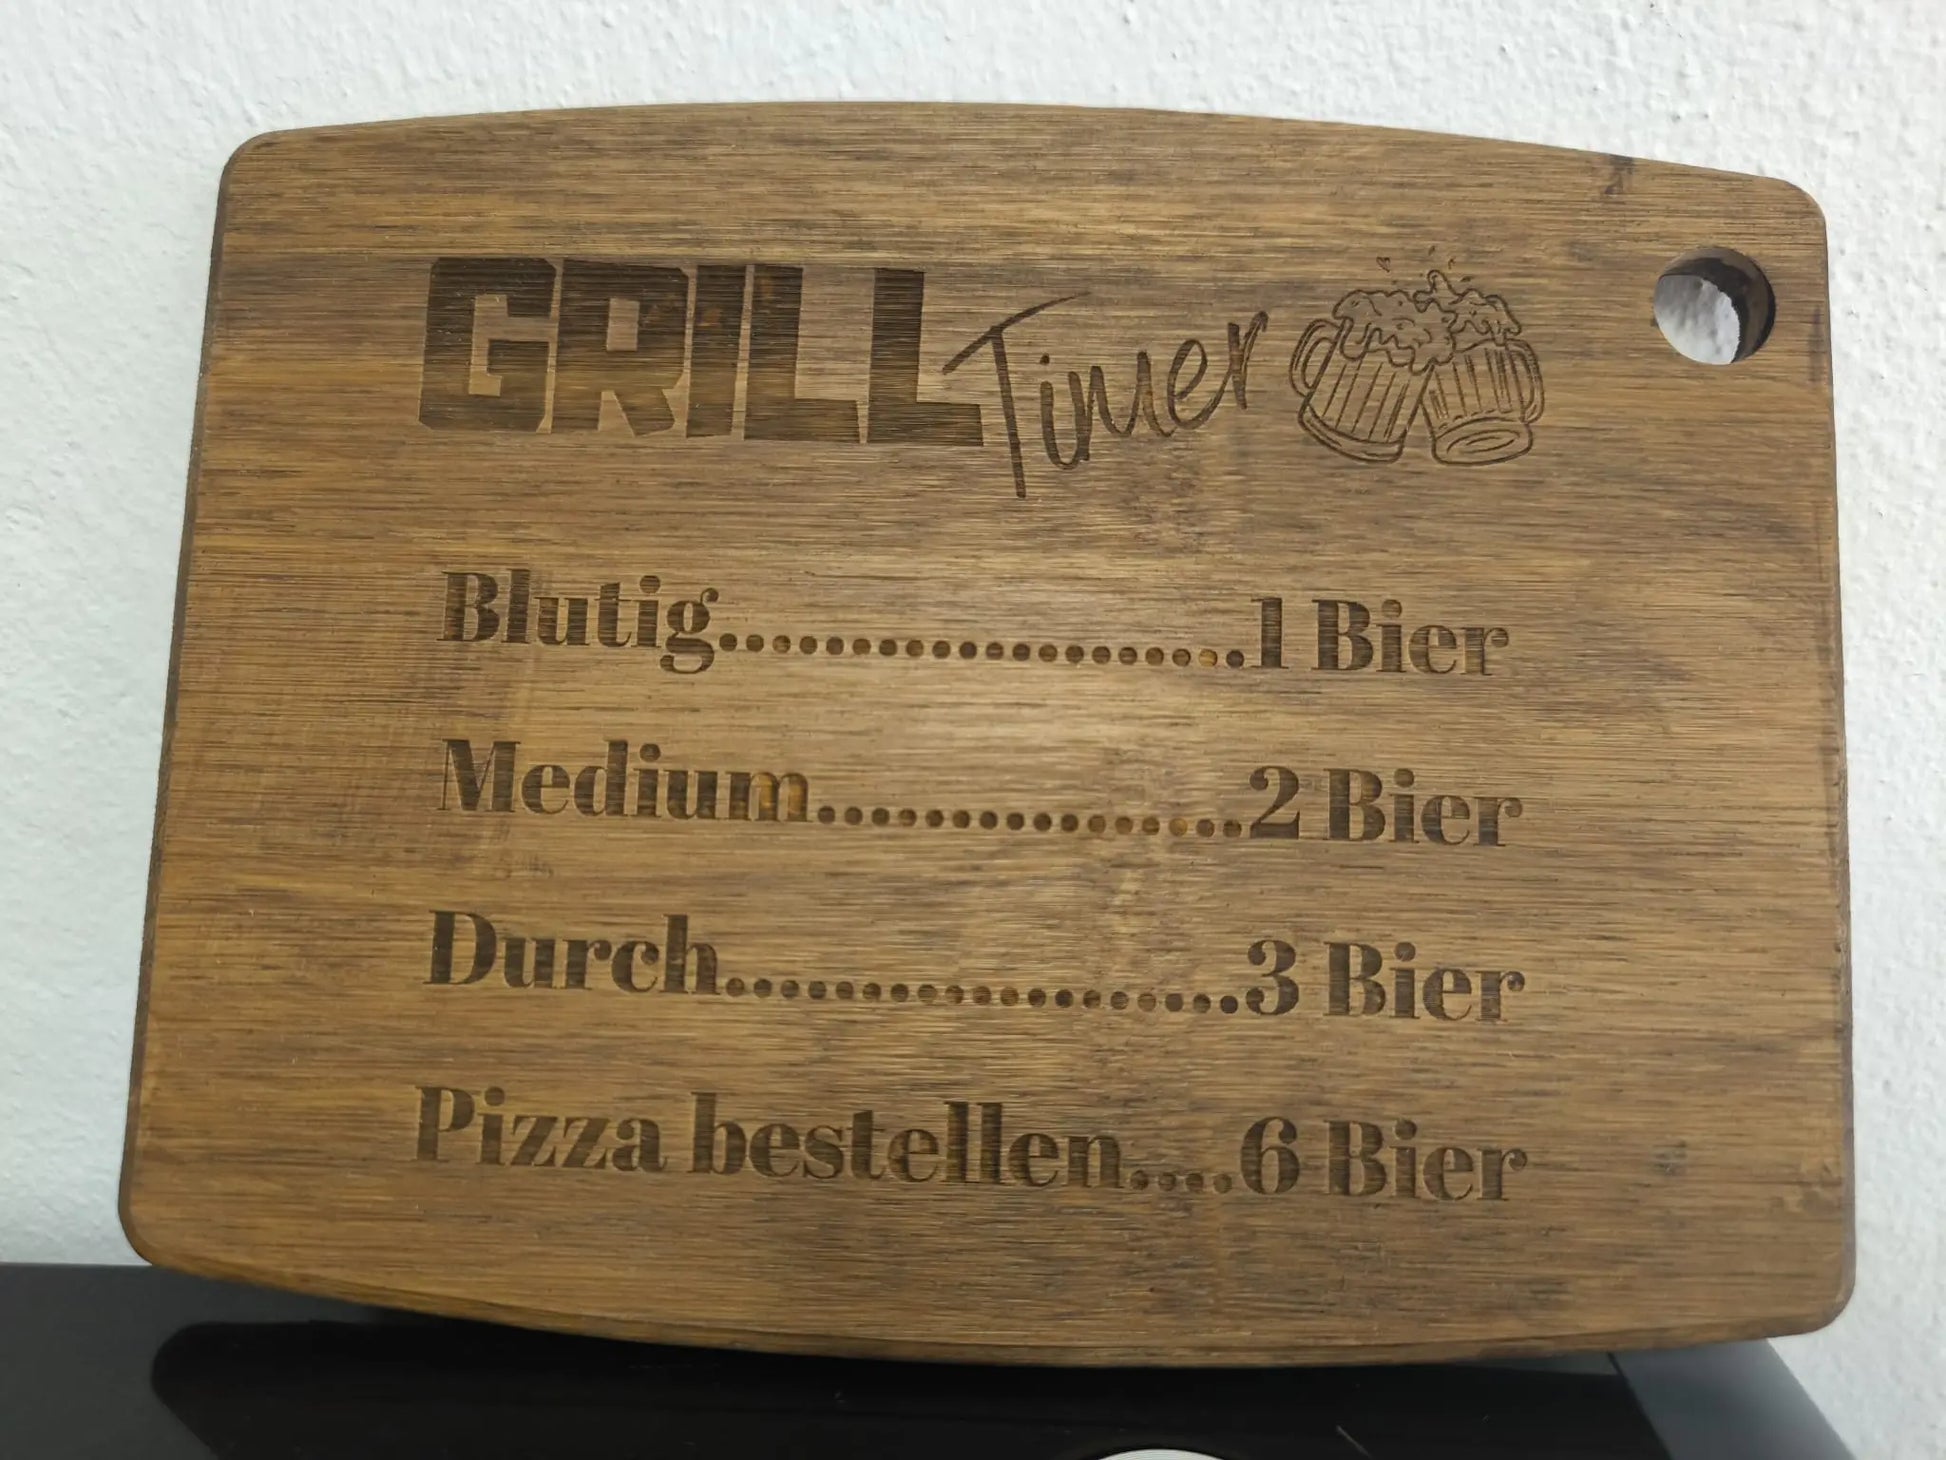 GRILL Timer
Blutig....................1 Bier
Medium................2 Bier
Durch...................3 Bier
Pizza bestellen....6 Bier